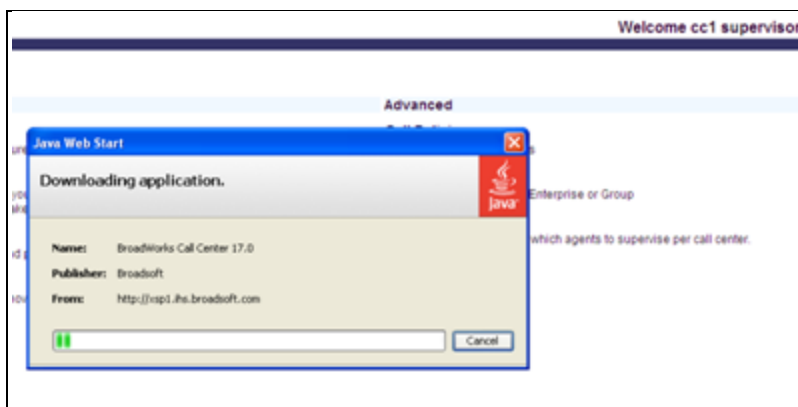 Welcome cc1 supervisor
Advanced
Java Web Start
Downloading application.
Java
Enterprise or Group
which agents to supervise per call center.
Name: BroadWorks Call Center 17.0
Publisher: Broadsoft
From: http://xsp1.ihs.broadsoft.com
Cancel